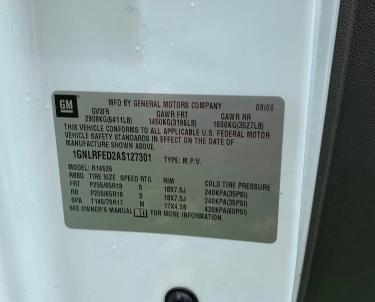 GM
MFD BY GENERAL MOTORS COMPANY 09/09
GVWR GAWR FRT GAWR RR
2908KG(6411LB) 1450KG(3196LB) 1600KG(3527LB)
THIS VEHICLE CONFORMS TO ALL APPLICABLE U.S. FEDERAL MOTOR
VEHICLE SAFETY STANDARDS IN EFFECT ON THE DATE OF
MANUFACTURE SHOWN ABOVE.
1GNLRFED2AS127301 TYPE: M.P.V.
MODEL: R14526
TIRE SIZE SPEED RTG RIM COLD TIRE PRESSURE
FRT P255/65R18 S 18X7.5J 240KPA(35PSI)
RR P255/65R18 S 18X7.5J 240KPA(35PSI)
SPA T145/70R17 M 17X4.5B 420KPA(60PSI)
SEE OWNER'S MANUAL FOR MORE INFORMATION.